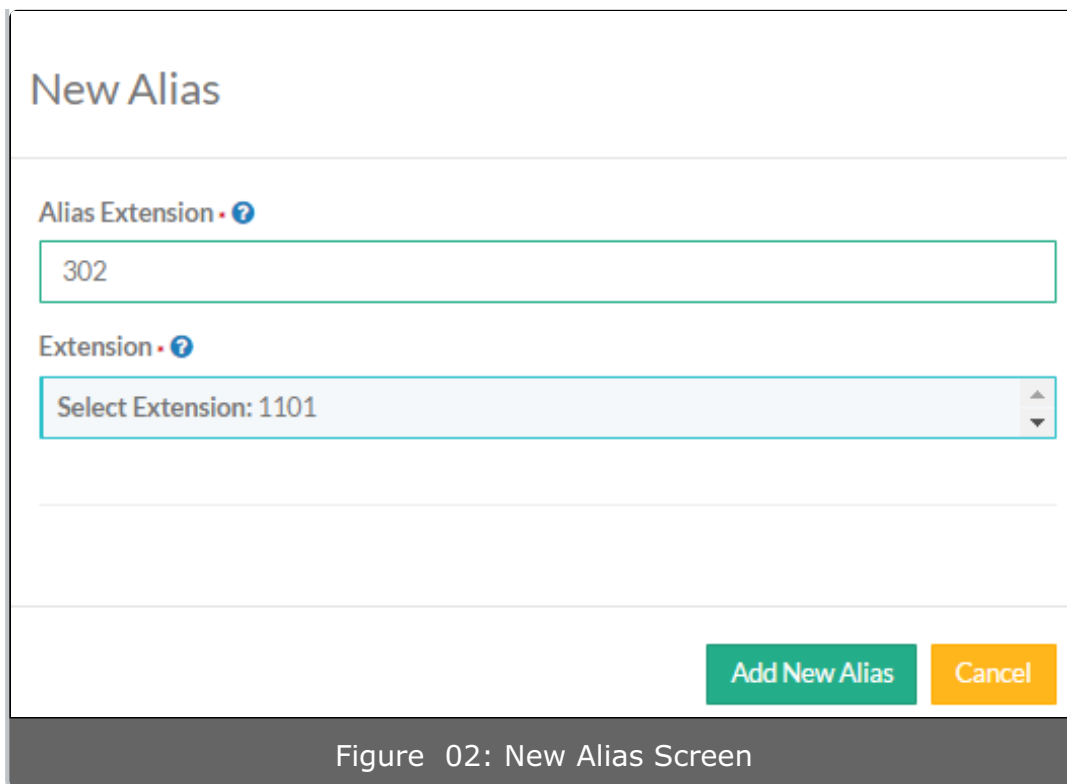 New Alias
Alias Extension • ?
302
Extension • ?
Select Extension: 1101
Add New Alias Cancel
Figure 02: New Alias Screen